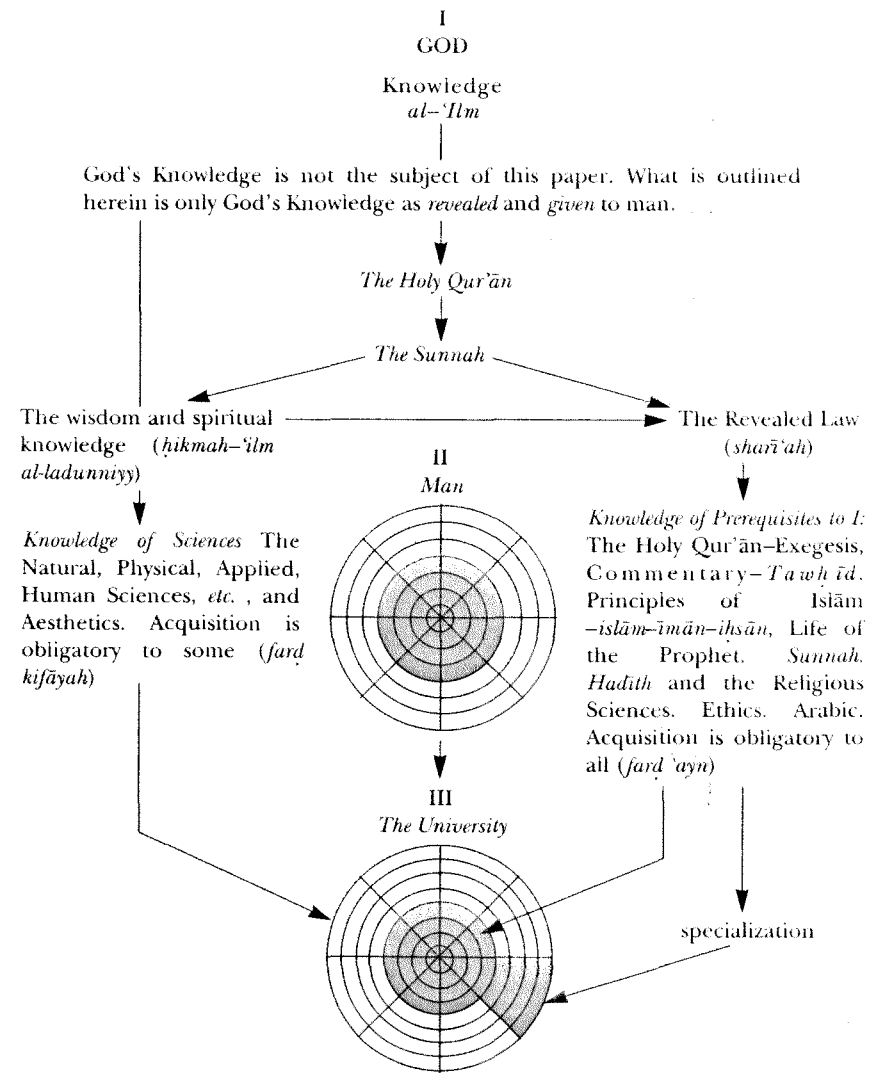 I
GOD
Knowledge
al–‘Ilm
God's Knowledge is not the subject of this paper. What is outlined
herein is only God's Knowledge as revealed and given to man.
The Holy Qur’ān
The Sunnah
The wisdom and spiritual
knowledge (ḥikmah–‘ilm
al-ladunniyy)
The Revealed Law
(sharī‘ah)
II
Man
Knowledge of Sciences The
Natural, Physical, Applied,
Human Sciences, etc. , and
Aesthetics. Acquisition is
obligatory to some (farḍ
kifāyah)
Knowledge of Prerequisites to I:
The Holy Qur’ān–Exegesis,
Commentary–Tawḥīd.
Principles of Islām
–islām–īmān–iḥsān, Life of
the Prophet. Sunnah.
Ḥadīth and the Religious
Sciences. Ethics. Arabic.
Acquisition is obligatory to
all (farḍ ‘ayn)
III
The University
specialization